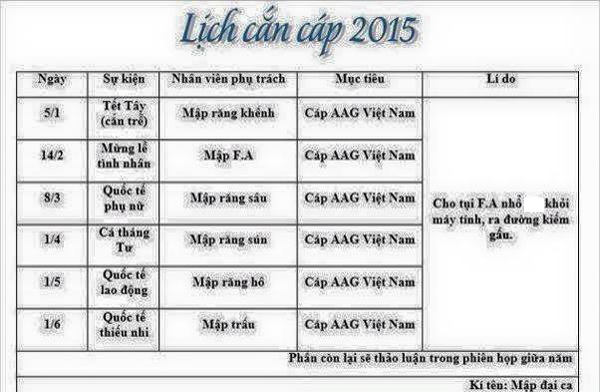 Lịch cắn cáp 2015
Ngày Sự kiện Nhân viên phụ trách Mục tiêu Lí do
5/1 Tết Tây (cắn trễ) Mập răng khểnh Cáp AAG Việt Nam
14/2 Mừng lễ tình nhân Mập F.A Cáp AAG Việt Nam
8/3 Quốc tế phụ nữ Mập răng sâu Cáp AAG Việt Nam
Cho tụi F.A nhổ khỏi
máy tính, ra đường kiếm
gấu.
1/4 Cá tháng Tư Mập răng sún Cáp AAG Việt Nam
1/5 Quốc tế lao động Mập răng hô Cáp AAG Việt Nam
1/6 Quốc tế thiếu nhi Mập trấu Cáp AAG Việt Nam
Phần còn lại sẽ thảo luận trong phiên họp giữa năm
Kí tên: Mập đại ca